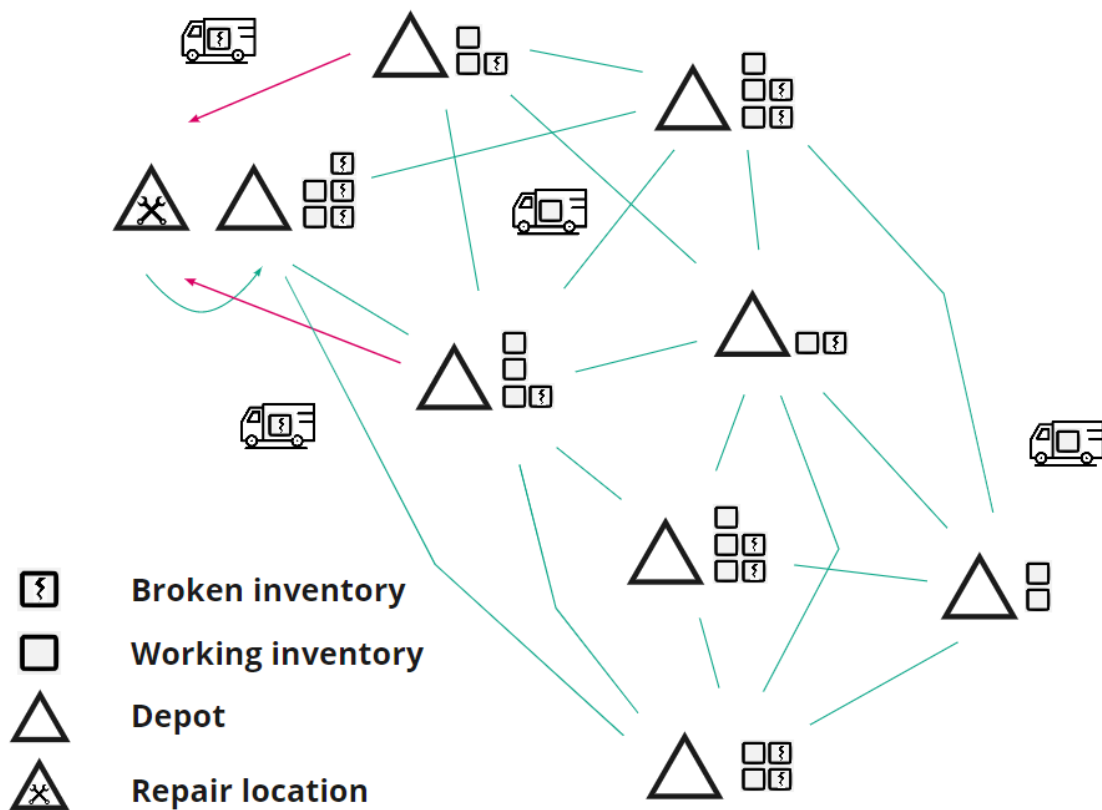 Broken inventory
Working inventory
Depot
Repair location